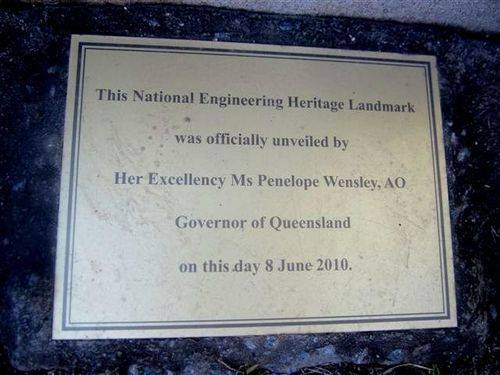 This National Engineering Heritage Landmark
was officially unveiled by
Her Excellency Ms Penelope Wensley, AO
Governor of Queensland
on this day 8 June 2010.